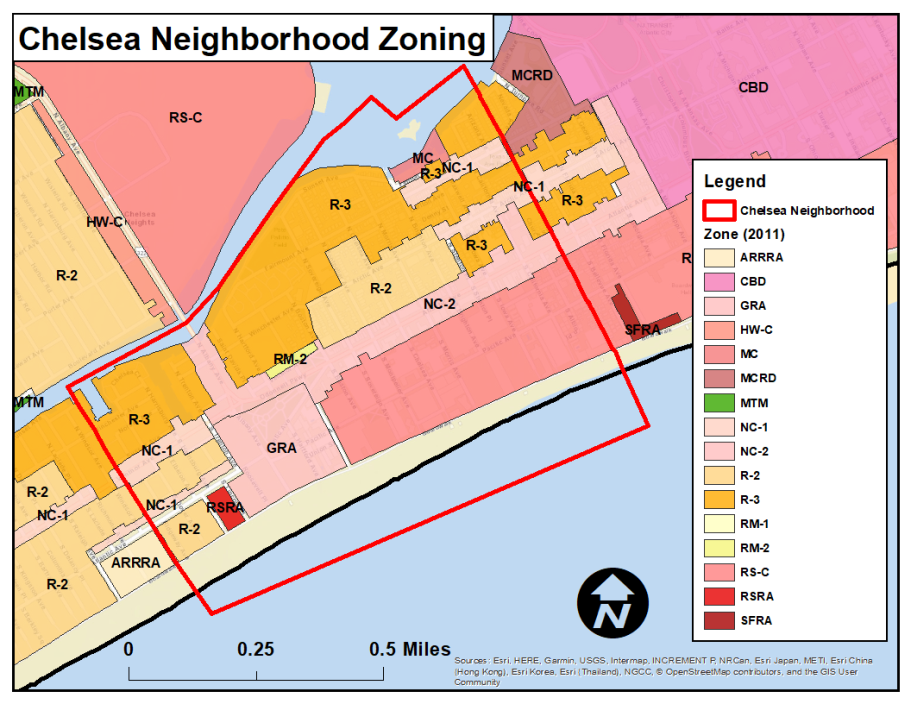 Chelsea Neighborhood Zoning
MCRD
CBD
MTM
RS-C
MC
R-3
NC-1
NC-1
R-3
R-3
HW-C
Chelsea
Heights
R-3
R-2
R-2
NC-2
R
SFRA
RM-2
MTM
R-3
NC-1
GRA
R-2
NC-1
NC-1
RSRA
R-2
ARRRA
R-2
Legend
Chelsea Neighborhood
Zone (2011)
ARRRA
CBD
GRA
HW-C
MC
MCRD
MTM
NC-1
NC-2
R-2
R-3
RM-1
RM-2
RS-C
RSRA
SFRA
N
0 0.25 0.5 Miles
Sources: Esri, HERE, Garmin, USGS, Intermap, INCREMENT P, NRCan, Esri Japan, METI, Esri China
(Hong Kong), Esri Korea, Esri (Thailand), NGCC, © OpenStreetMap contributors, and the GIS User
Community